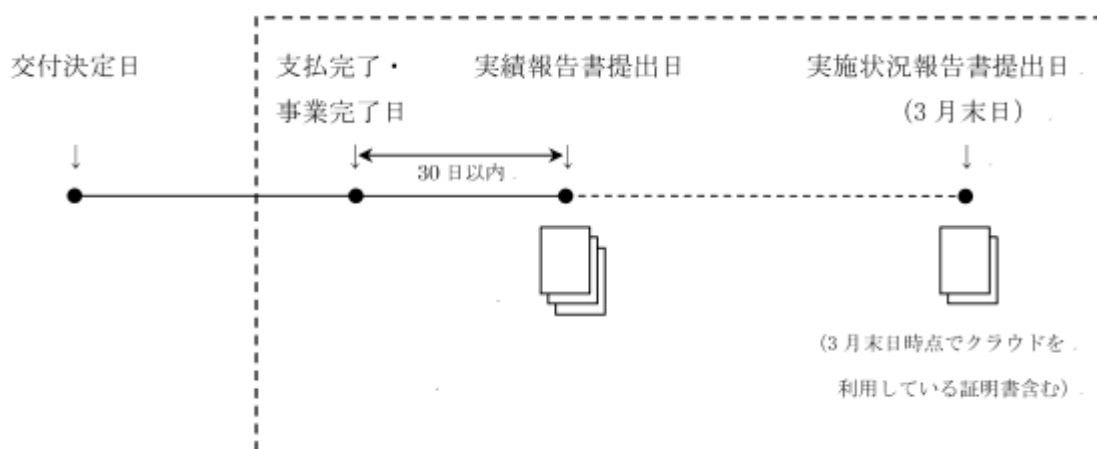 交付決定日
支払完了・
事業完了日
実績報告書提出日
実施状況報告書提出日
(3月末日)
↓
↓
↓
↓
30日以内
(3月末日時点でクラウドを
利用している証明書含む)